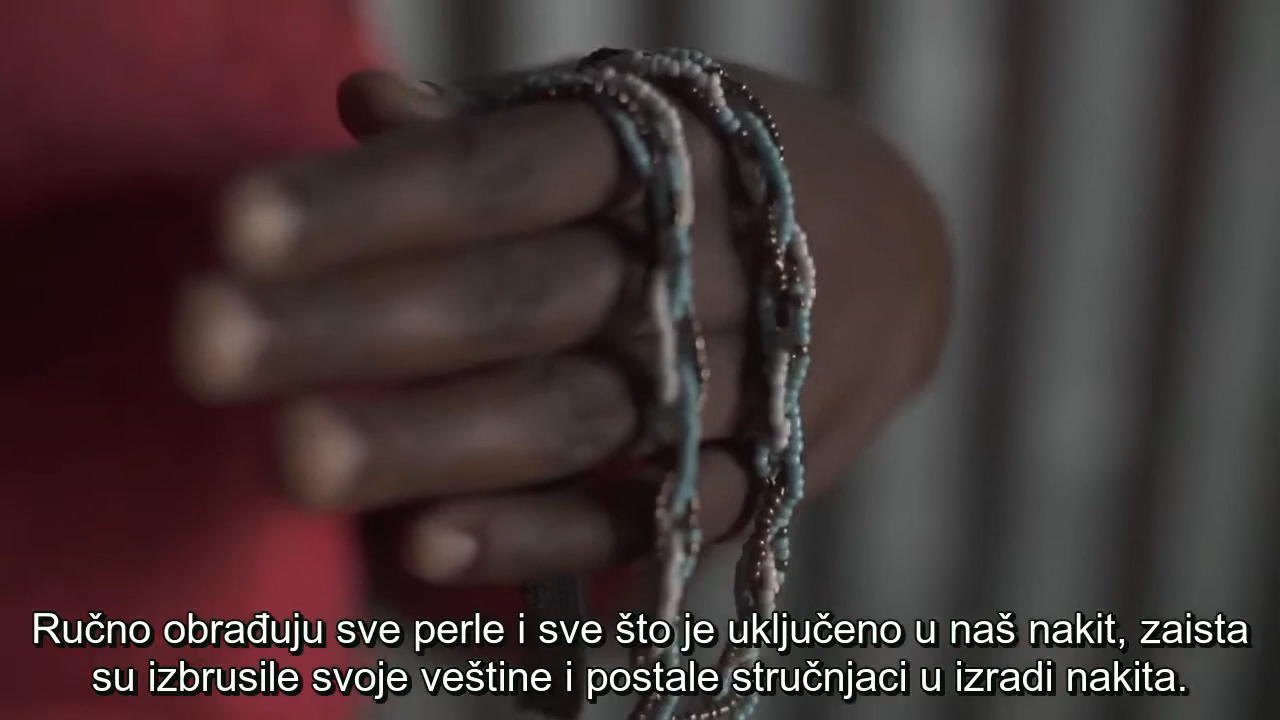 Ručno obrađuju sve perle i sve što je uključeno u naš nakit, zaista
su izbrusile svoje veštine i postale stručnjaci u izradi nakita.